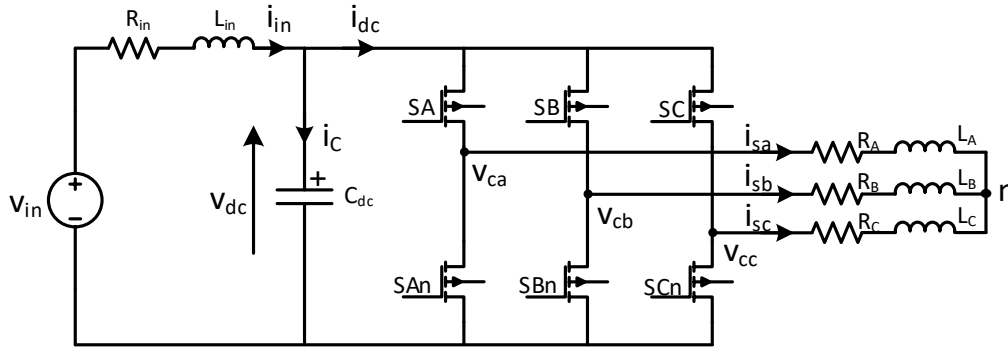 R_in
L_in
i_in
i_dc
SA
SB
SC
i_C
+
C_dc
v_dc
v_in
+
−
v_ca
v_cb
v_cc
i_sa
R_A
L_A
i_sb
R_B
L_B
i_sc
R_C
L_C
n
SAn
SBn
SCn